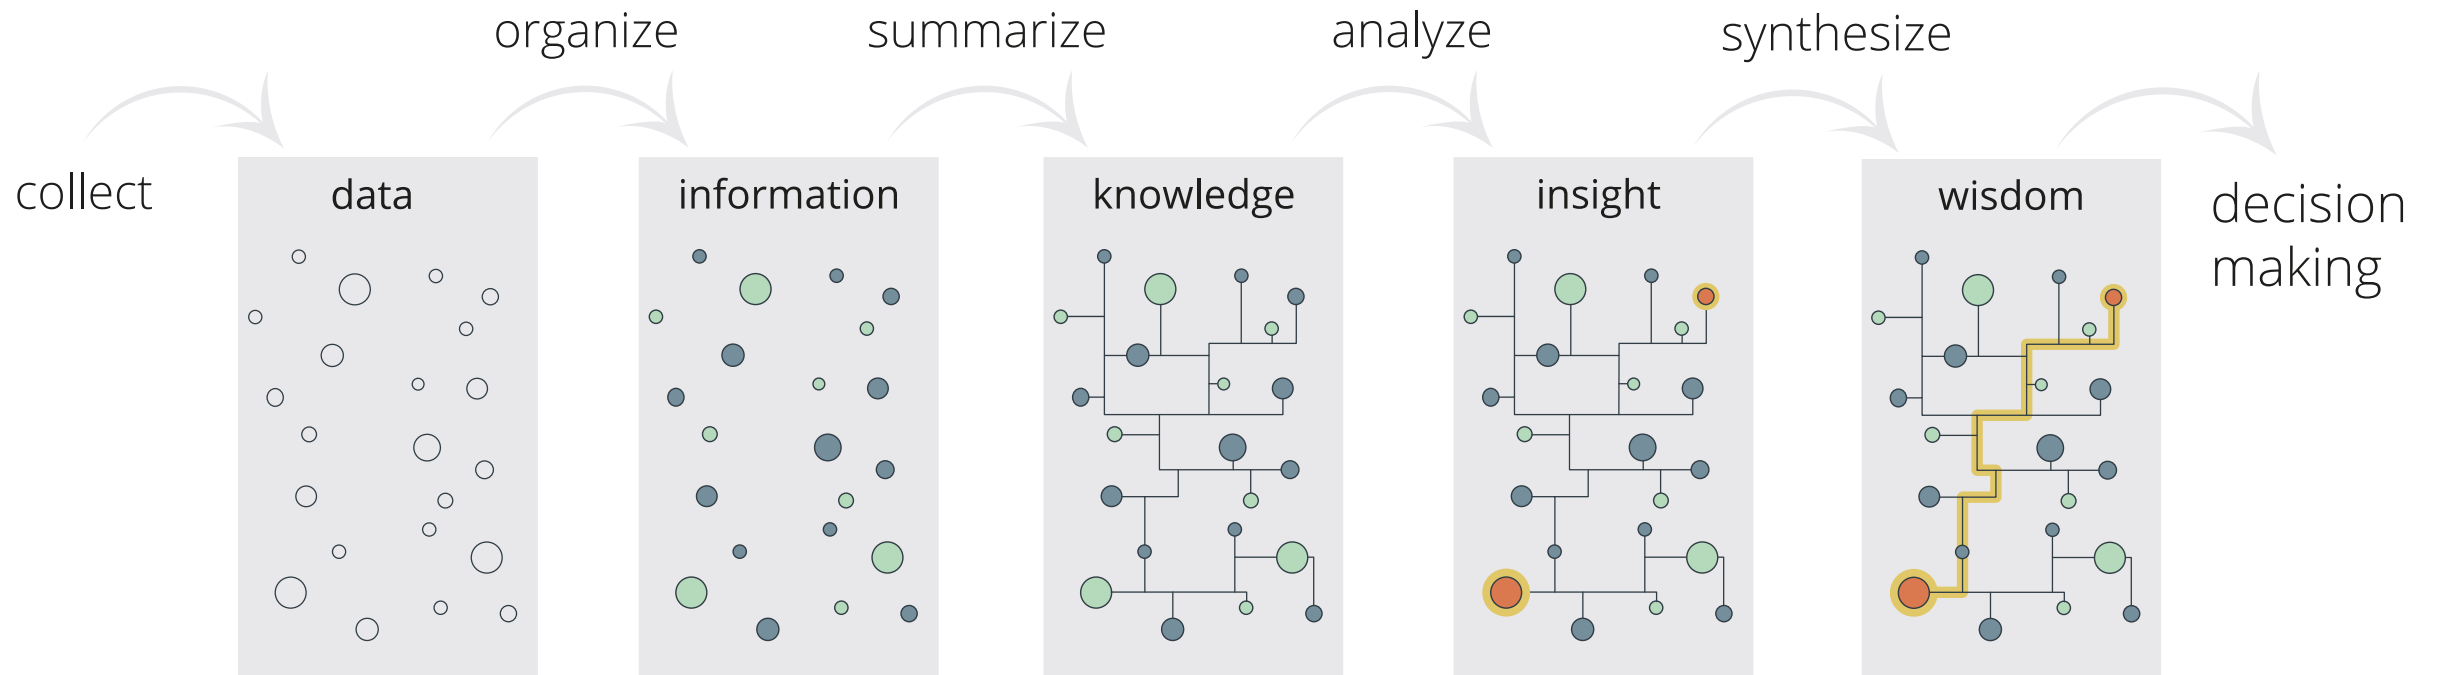 organize
summarize
analyze
synthesize
collect
data
information
knowledge
insight
wisdom
decision
making